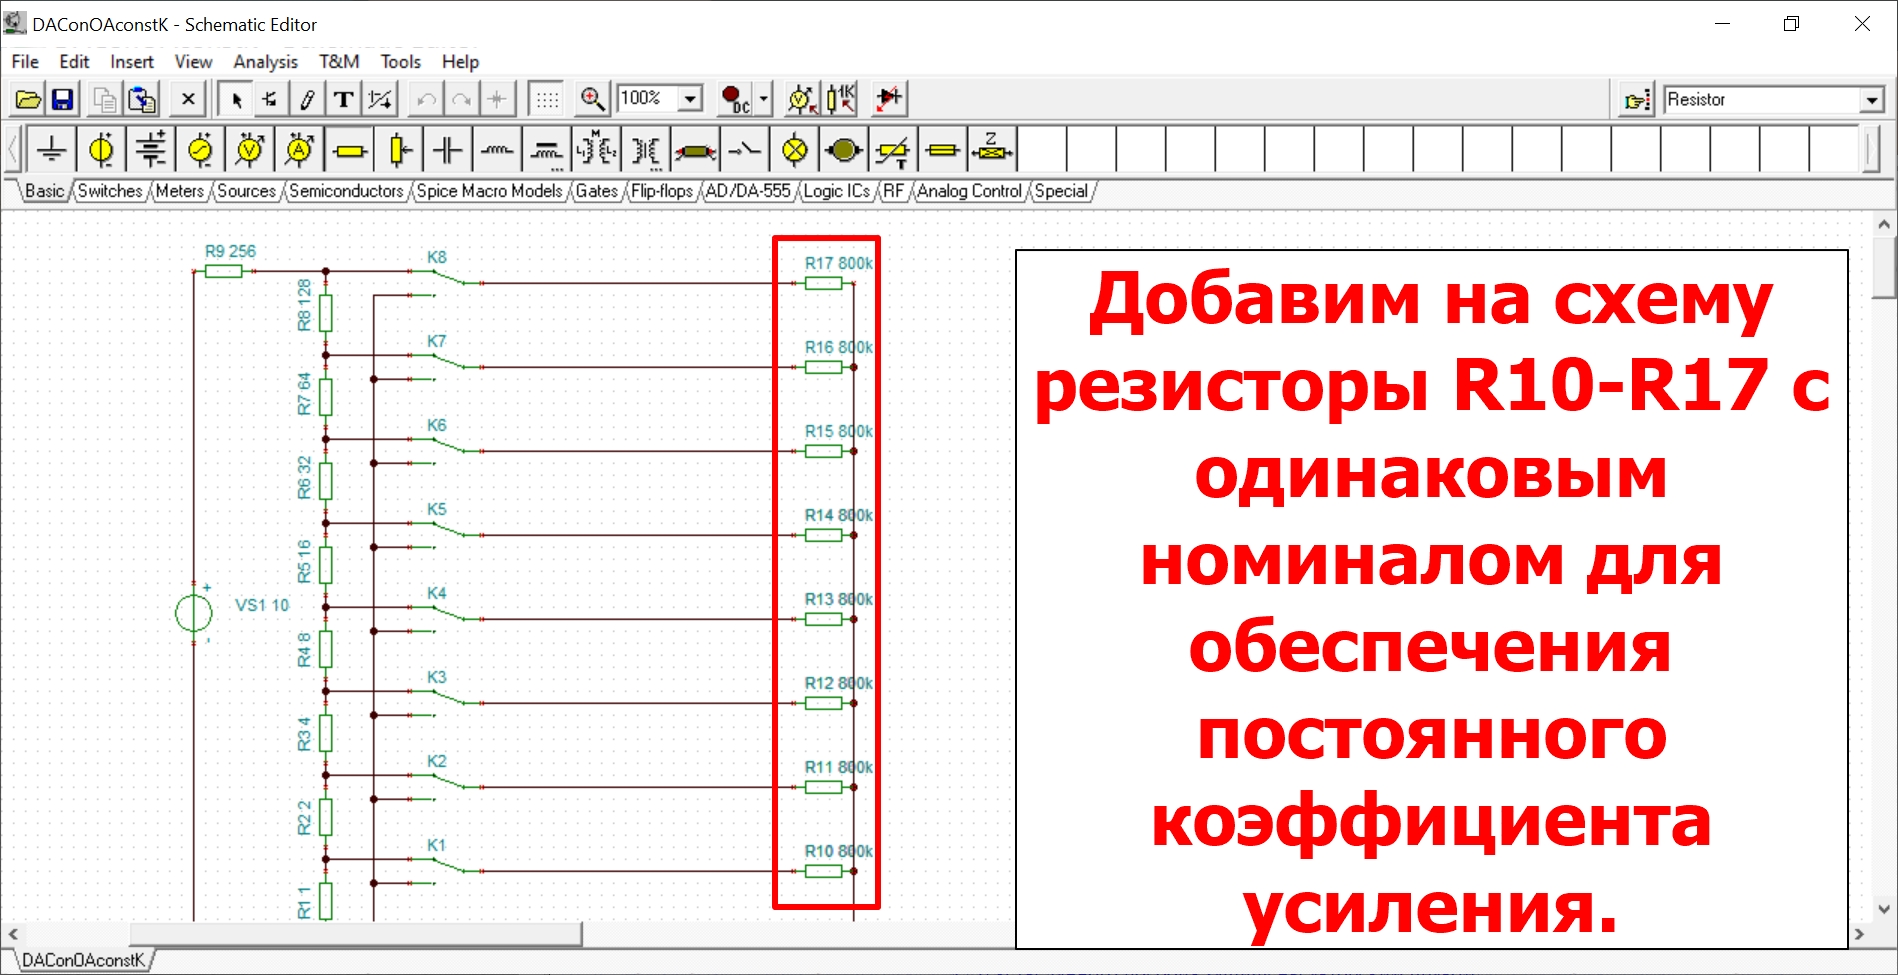 DAConOAconstK - Schematic Editor
File Edit Insert View Analysis T&M Tools Help
T 100% DC 1K Resistor
V A M L1 L2 T Z
Basic Switches Meters Sources Semiconductors Spice Macro Models Gates Flip-flops AD/DA-555 Logic ICs RF Analog Control Special
R9 256
K8
R17 800k
R8 128
K7
R16 800k
R7 64
K6
R15 800k
R6 32
K5
R14 800k
R5 16
K4
R13 800k
+
VS1 10
-
R4 8
K3
R12 800k
R3 4
K2
R11 800k
R2 2
K1
R10 800k
R1 1
Добавим на схему
резисторы R10-R17 с
одинаковым
номиналом для
обеспечения
постоянного
коэффициента
усиления.
DAConOAconstK